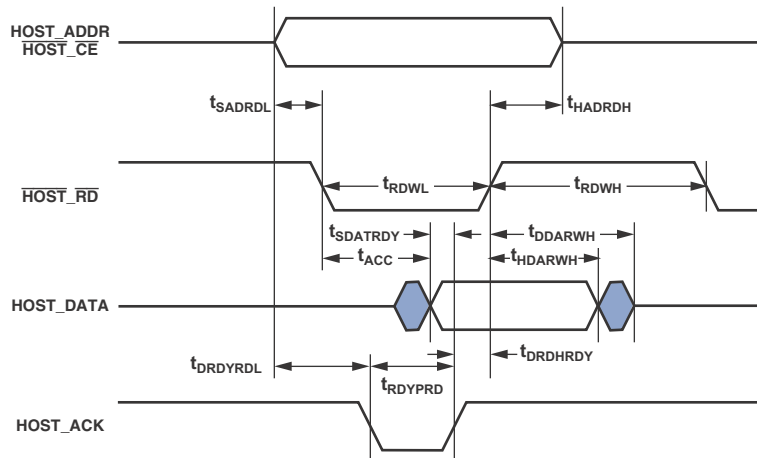 HOST_ADDR
HOST_CE
tSADRDL
tHADRDH
HOST_RD
tRDWL
tRDWH
tSDATRDY
tDDARWH
tACC
tHDARWH
HOST_DATA
tDRDYRDL
tRDYPRD
tDRDHRDY
HOST_ACK